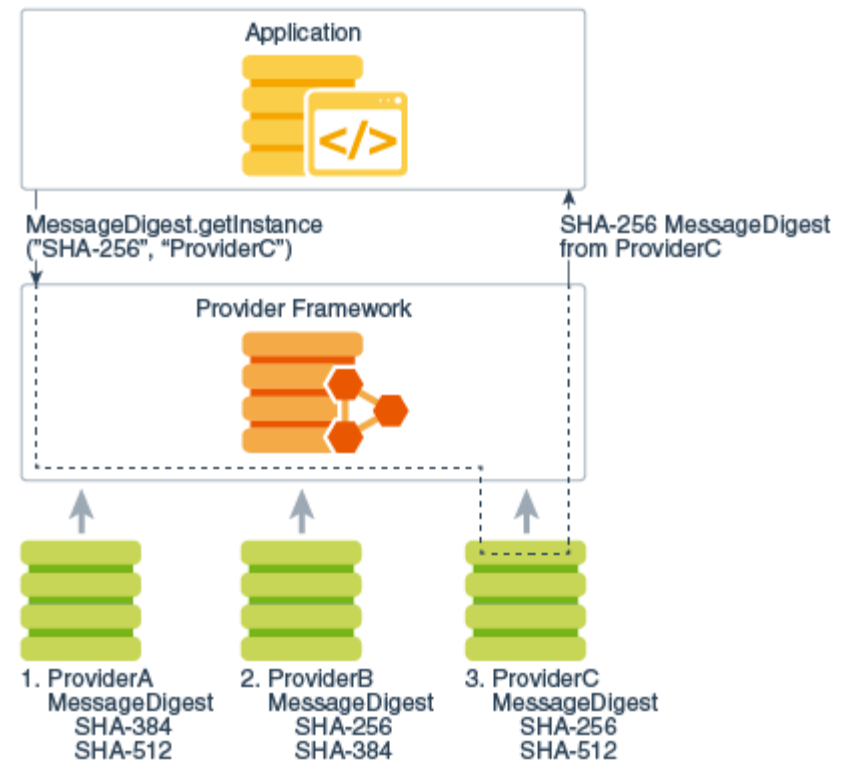 Application
</>
MessageDigest.getInstance
("SHA-256", “ProviderC”)
SHA-256 MessageDigest
from ProviderC
Provider Framework
1. ProviderA
MessageDigest
SHA-384
SHA-512
2. ProviderB
MessageDigest
SHA-256
SHA-384
3. ProviderC
MessageDigest
SHA-256
SHA-512